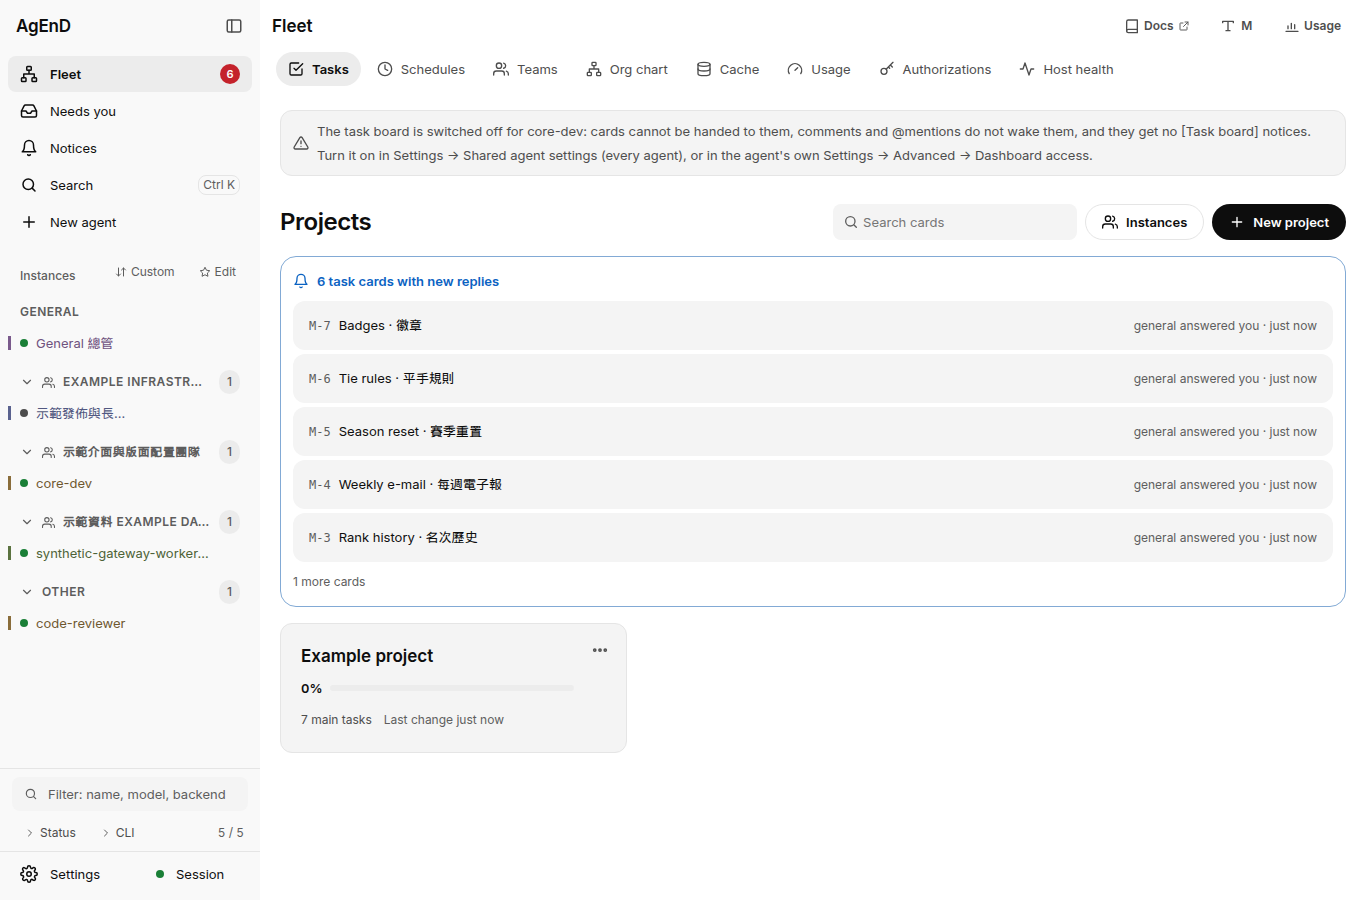 AgEnD
Fleet 6
Needs you
Notices
Search Ctrl K
New agent
Instances Custom Edit
GENERAL
General 總管
EXAMPLE INFRASTR... 1
示範發佈與長...
示範介面與版面配置團隊 1
core-dev
示範資料 EXAMPLE DA... 1
synthetic-gateway-worker...
OTHER 1
code-reviewer
Filter: name, model, backend
Status CLI 5 / 5
Settings Session
Fleet Docs M Usage
Tasks Schedules Teams Org chart Cache Usage Authorizations Host health
The task board is switched off for core-dev: cards cannot be handed to them, comments and @mentions do not wake them, and they get no [Task board] notices.
Turn it on in Settings → Shared agent settings (every agent), or in the agent's own Settings → Advanced → Dashboard access.
Projects Search cards Instances New project
6 task cards with new replies
M-7 Badges · 徽章 general answered you · just now
M-6 Tie rules · 平手規則 general answered you · just now
M-5 Season reset · 賽季重置 general answered you · just now
M-4 Weekly e-mail · 每週電子報 general answered you · just now
M-3 Rank history · 名次歷史 general answered you · just now
1 more cards
Example project
0%
7 main tasks Last change just now